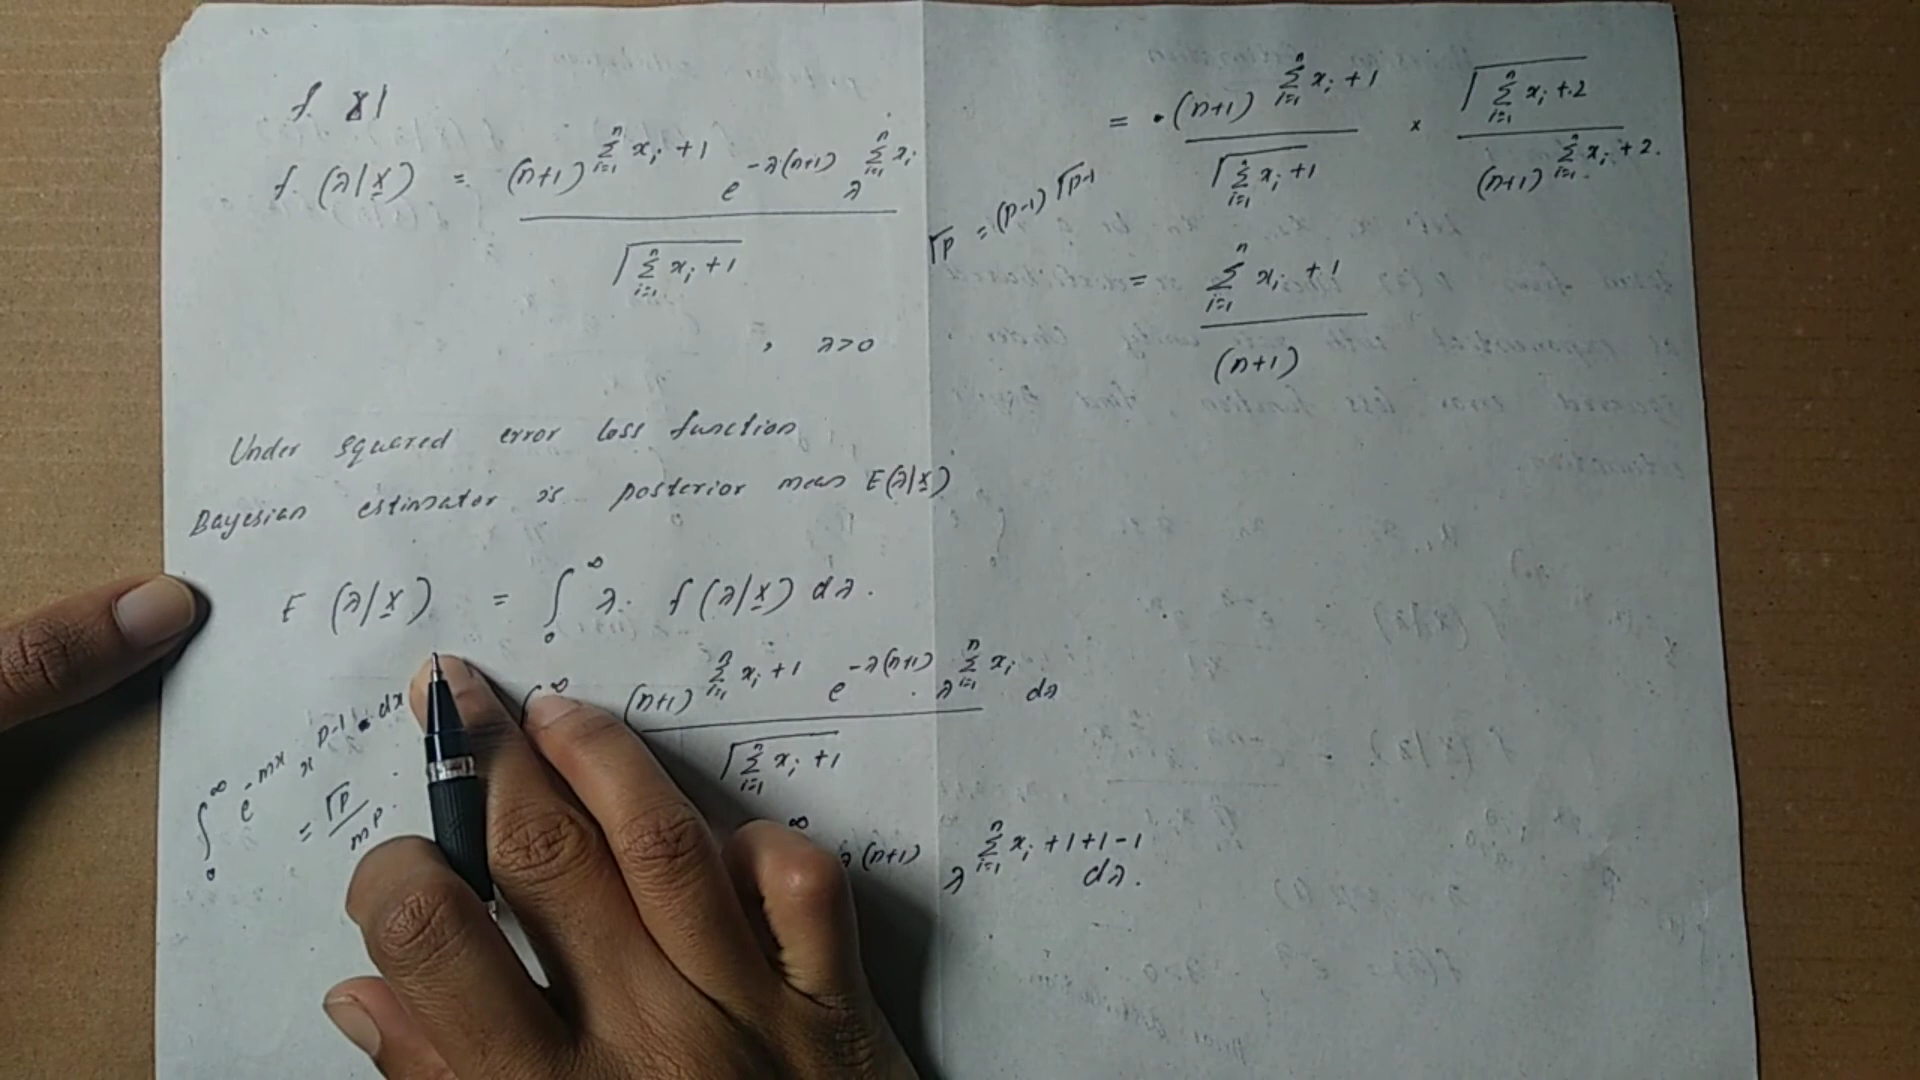 f. 1
f. (λ|x̲) = (n+1)^{Σ_{i=1}^{n} x_i + 1} e^{-λ(n+1)} λ^{Σ_{i=1}^{n} x_i} / Γ(Σ_{i=1}^{n} x_i + 1)
, λ>0
Under squared error loss function
Bayesian estimator is posterior mean E(λ|x̲)
E (λ|x̲) = ∫_0^∞ λ. f(λ|x̲) dλ.
∫^∞ (n+1)^{Σ_{i=1}^{n} x_i + 1} e^{-λ(n+1)} . λ^{Σ_{i=1}^{n} x_i} dλ / Γ(Σ_{i=1}^{n} x_i + 1)
∞ λ(n+1) λ^{Σ_{i=1}^{n} x_i + 1 + 1 - 1} dλ.
∫_0^∞ e^{-mx} x^{p-1} dx
= Γp / m^p.
= (n+1)^{Σ_{i=1}^{n} x_i + 1} / Γ(Σ_{i=1}^{n} x_i + 1) × Γ(Σ_{i=1}^{n} x_i + 2) / (n+1)^{Σ_{i=1}^{n} x_i + 2.}
Γp = (p-1) Γp-1
= Σ_{i=1}^{n} x_i + 1 / (n+1)